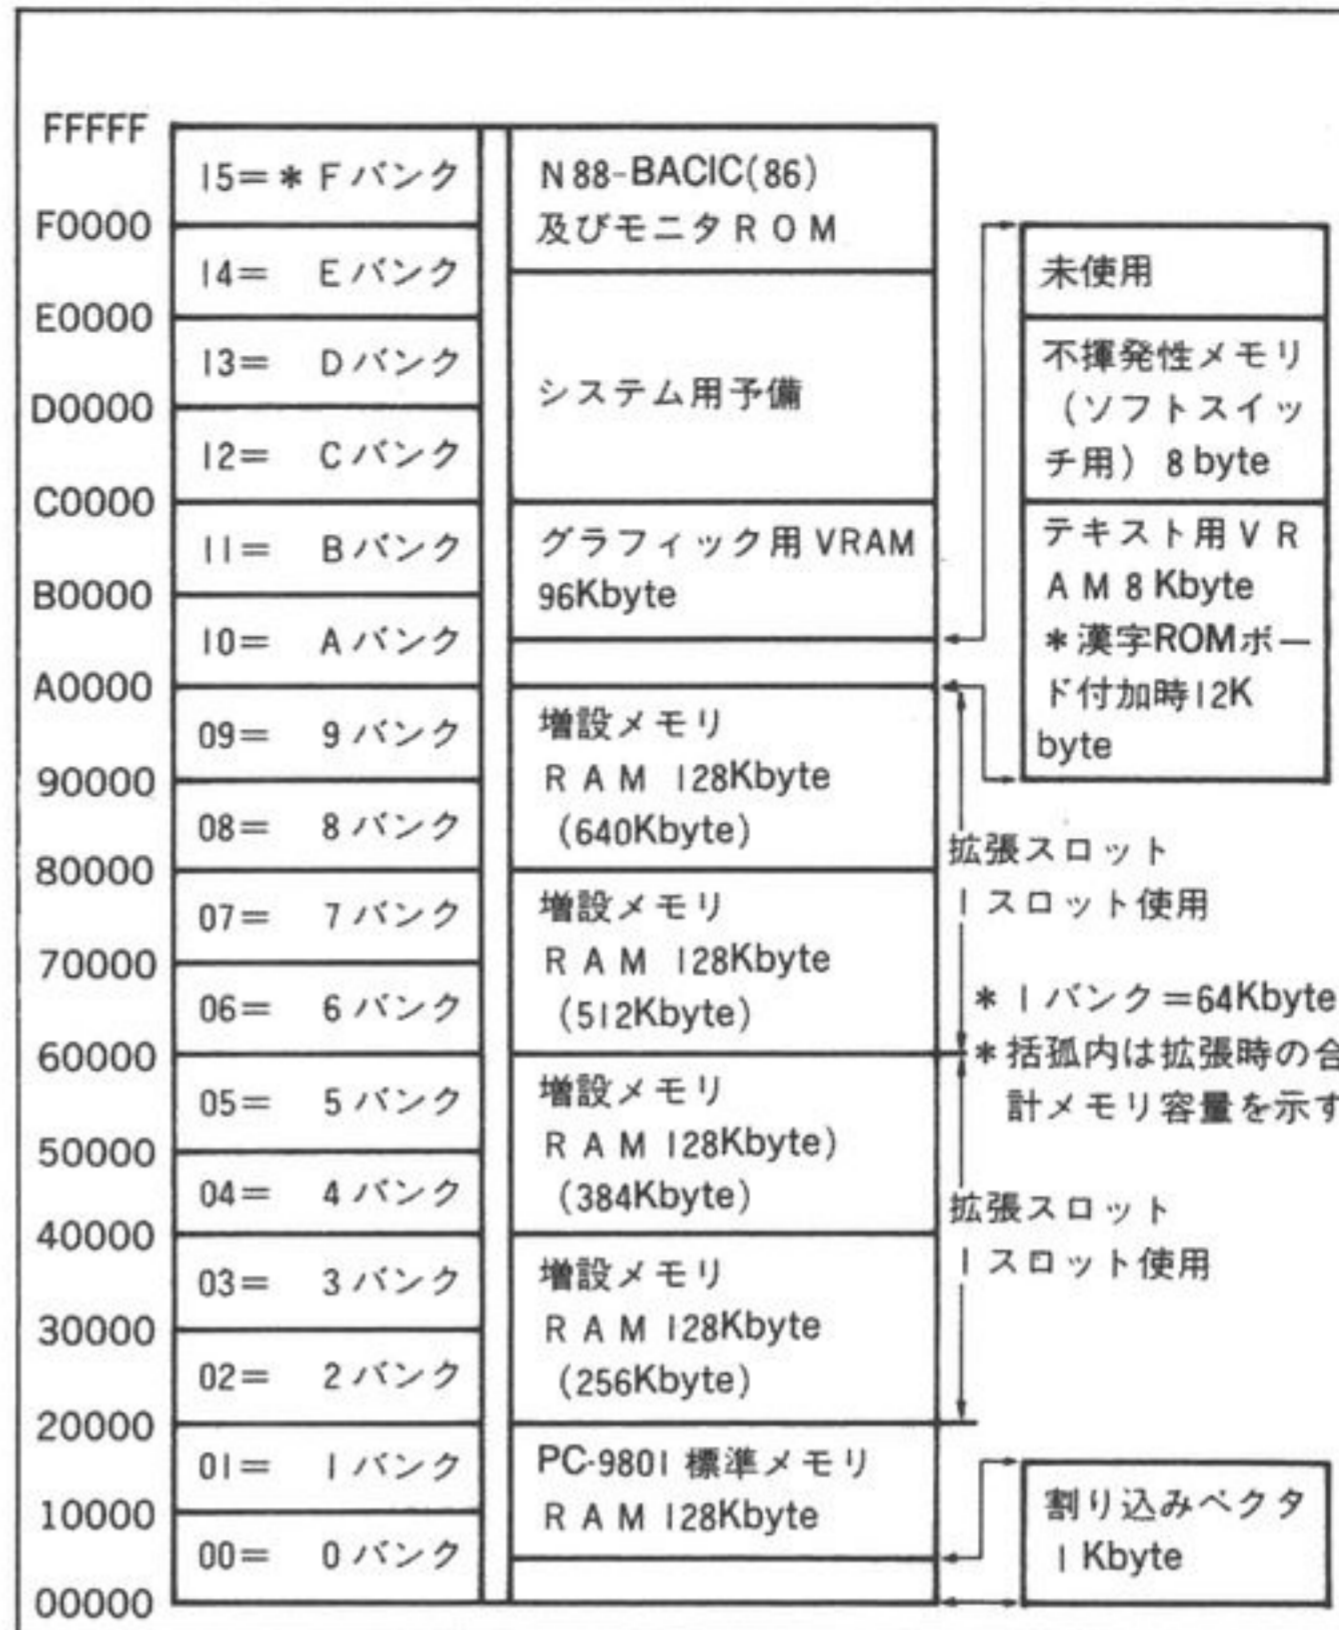 FFFFF
F0000
E0000
D0000
C0000
B0000
A0000
90000
80000
70000
60000
50000
40000
30000
20000
10000
00000
15=* Fバンク
14= Eバンク
13= Dバンク
12= Cバンク
11= Bバンク
10= Aバンク
09= 9バンク
08= 8バンク
07= 7バンク
06= 6バンク
05= 5バンク
04= 4バンク
03= 3バンク
02= 2バンク
01= 1バンク
00= 0バンク
N88-BACIC(86)
及びモニタROM
システム用予備
グラフィック用VRAM
96Kbyte
増設メモリ
RAM 128Kbyte
(640Kbyte)
増設メモリ
RAM 128Kbyte
(512Kbyte)
増設メモリ
RAM 128Kbyte)
(384Kbyte)
増設メモリ
RAM 128Kbyte
(256Kbyte)
PC-9801標準メモリ
RAM 128Kbyte
未使用
不揮発性メモリ
(ソフトスイッ
チ用) 8byte
テキスト用VR
AM8Kbyte
*漢字ROMボー
ド付加時12K
byte
拡張スロット
1スロット使用
*1バンク=64Kbyte
*括孤内は拡張時の合
計メモリ容量を示す
拡張スロット
1スロット使用
割り込みベクタ
1Kbyte